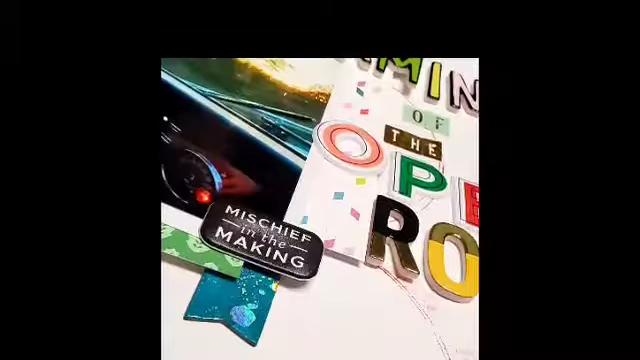 MIN
OF
THE
OPE
RO
MISCHIEF
in the
MAKING